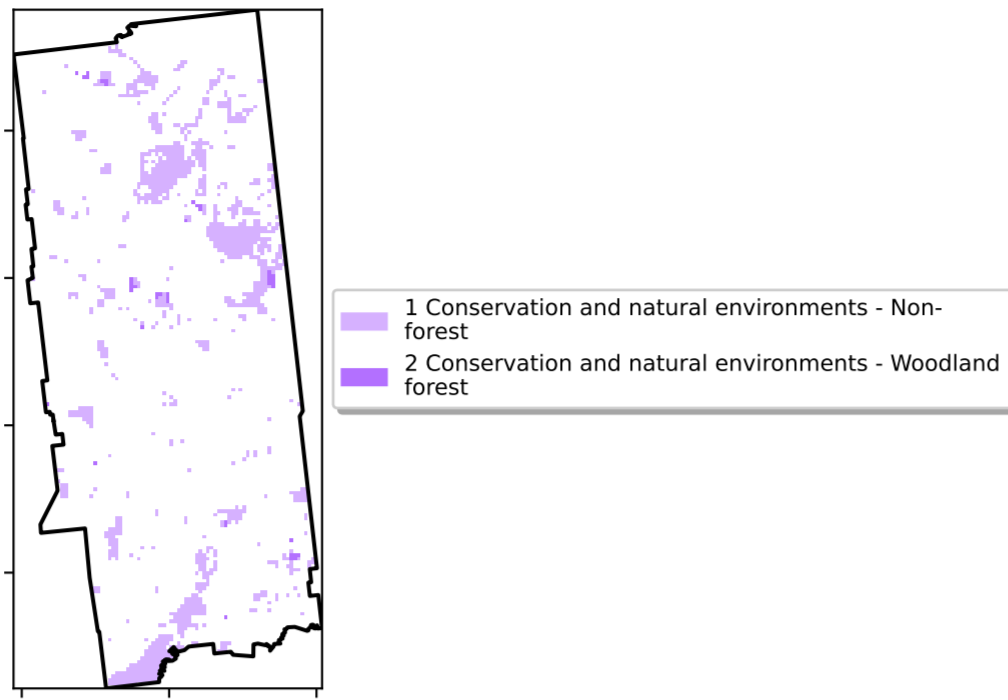 1 Conservation and natural environments - Non-
forest
2 Conservation and natural environments - Woodland
forest